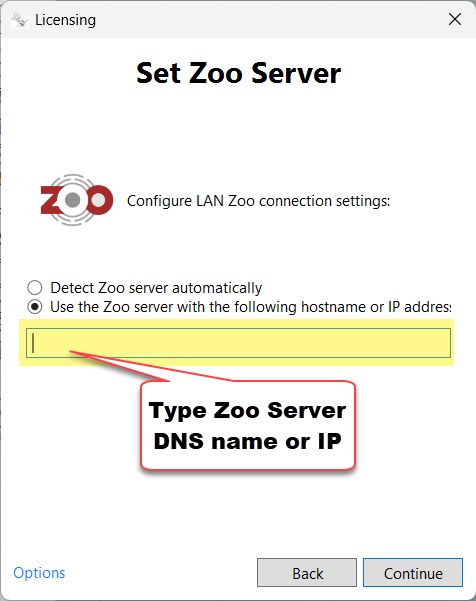 Licensing
Set Zoo Server
ZOO
Configure LAN Zoo connection settings:
Detect Zoo server automatically
Use the Zoo server with the following hostname or IP addres
Type Zoo Server
DNS name or IP
Options
Back
Continue